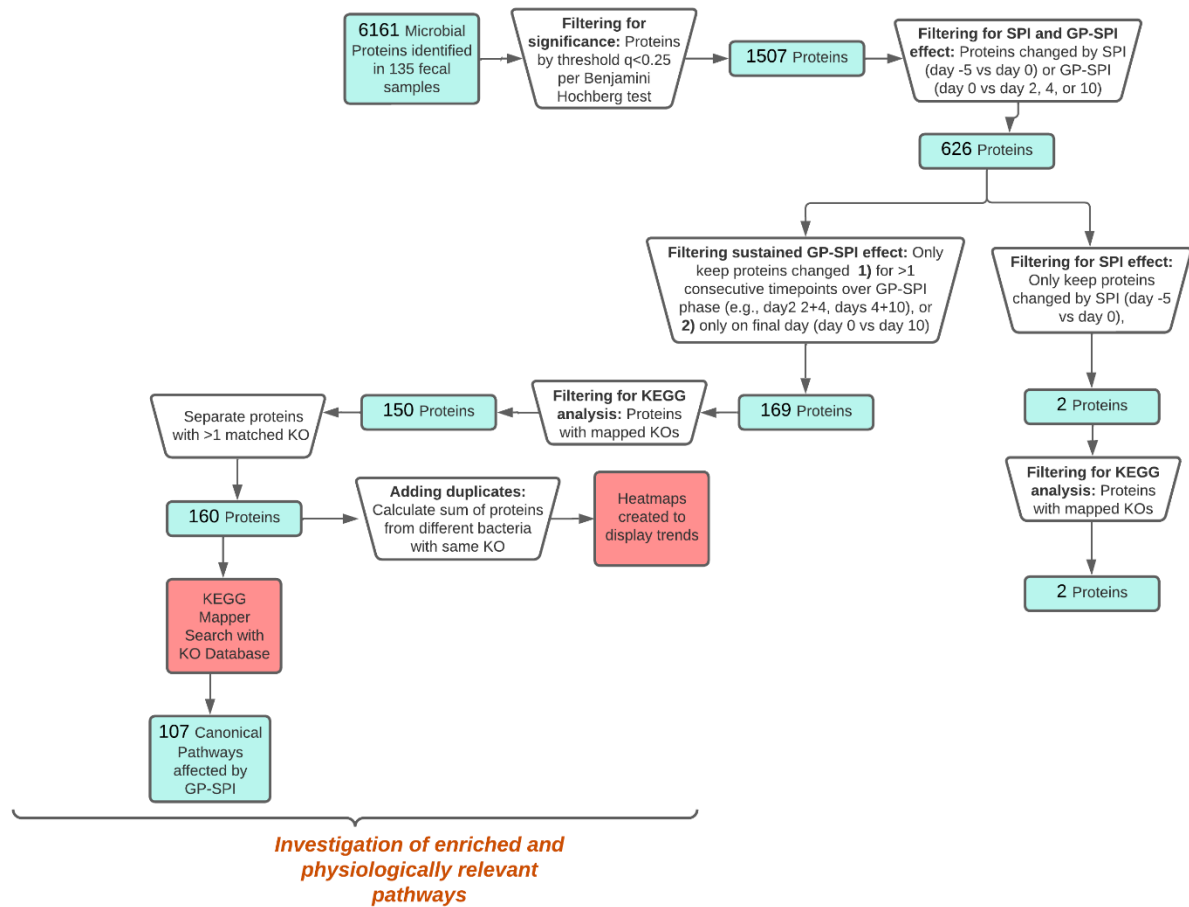 6161 Microbial
Proteins identified
in 135 fecal
samples
Filtering for
significance: Proteins
by threshold q<0.25
per Benjamini
Hochberg test
1507 Proteins
Filtering for SPI and GP-SPI
effect: Proteins changed by SPI
(day -5 vs day 0) or GP-SPI
(day 0 vs day 2, 4, or 10)
626 Proteins
Filtering sustained GP-SPI effect: Only
keep proteins changed 1) for >1
consecutive timepoints over GP-SPI
phase (e.g., day2 2+4, days 4+10), or
2) only on final day (day 0 vs day 10)
Filtering for SPI effect:
Only keep proteins
changed by SPI (day -5
vs day 0),
169 Proteins
Filtering for KEGG
analysis: Proteins
with mapped KOs
150 Proteins
Separate proteins
with >1 matched KO
2 Proteins
Filtering for KEGG
analysis: Proteins
with mapped KOs
2 Proteins
160 Proteins
Adding duplicates:
Calculate sum of proteins
from different bacteria
with same KO
Heatmaps
created to
display trends
KEGG
Mapper
Search with
KO Database
107 Canonical
Pathways
affected by
GP-SPI
Investigation of enriched and
physiologically relevant
pathways